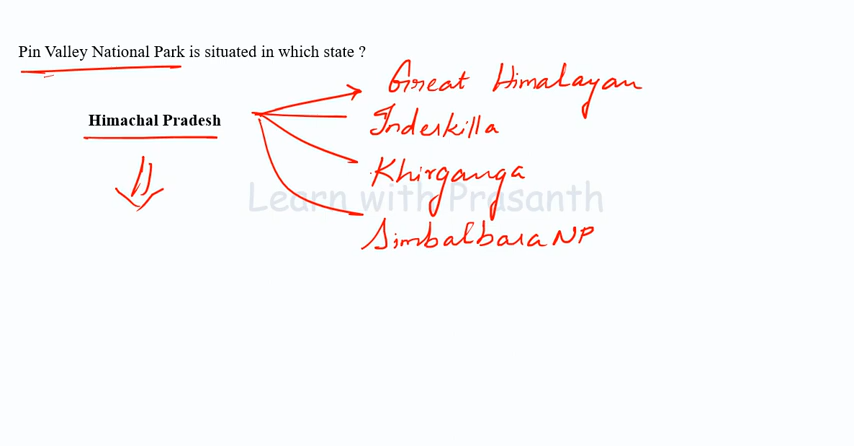 Pin Valley National Park is situated in which state ?
Great Himalayan
Himachal Pradesh
Inderkilla
Khirganga
Learn with Prasanth
Simbalbara NP